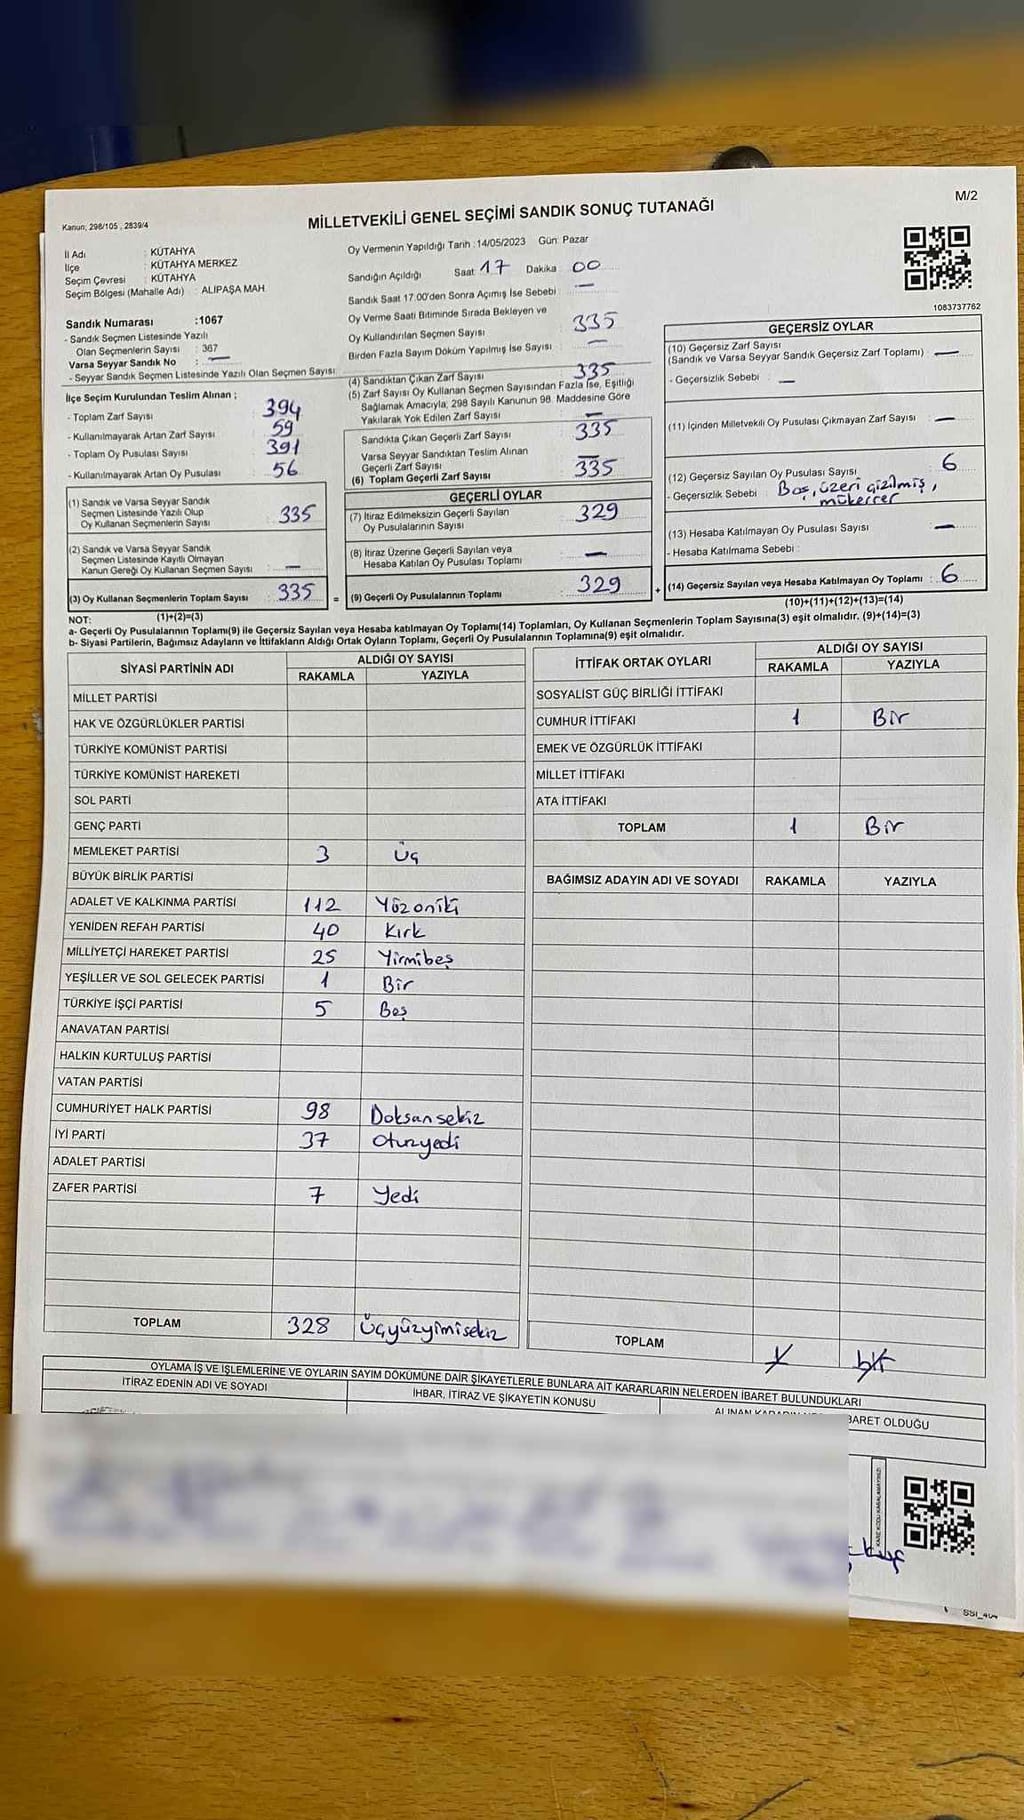 M/2
Kanun; 298/105 , 2839/4
MİLLETVEKİLİ GENEL SEÇİMİ SANDIK SONUÇ TUTANAĞI
İl Adı : KÜTAHYA
İlçe : KÜTAHYA MERKEZ
Seçim Çevresi : KÜTAHYA
Seçim Bölgesi (Mahalle Adı) : ALİPAŞA MAH
Oy Vermenin Yapıldığı Tarih :14/05/2023 Gün: Pazar
Sandığın Açıldığı Saat 17 Dakika : 00
Sandık Saat 17.00'den Sonra Açılmış İse Sebebi : —
Oy Verme Saati Bitiminde Sırada Bekleyen ve
Oy Kullandırılan Seçmen Sayısı : 335
Birden Fazla Sayım Döküm Yapılmış İse Sayısı : —
1083737762
Sandık Numarası :1067
- Sandık Seçmen Listesinde Yazılı
Olan Seçmenlerin Sayısı : 367
Varsa Seyyar Sandık No : —
- Seyyar Sandık Seçmen Listesinde Yazılı Olan Seçmen Sayısı:
İlçe Seçim Kurulundan Teslim Alınan ;
- Toplam Zarf Sayısı : 394
- Kullanılmayarak Artan Zarf Sayısı : 59
- Toplam Oy Pusulası Sayısı : 391
- Kullanılmayarak Artan Oy Pusulası : 56
(1) Sandık ve Varsa Seyyar Sandık
Seçmen Listesinde Yazılı Olup
Oy Kullanan Seçmenlerin Sayısı : 335
(2) Sandık ve Varsa Seyyar Sandık
Seçmen Listesinde Kayıtlı Olmayan
Kanun Gereği Oy Kullanan Seçmen Sayısı : —
(3) Oy Kullanan Seçmenlerin Toplam Sayısı : 335 =
(1)+(2)=(3)
(4) Sandıktan Çıkan Zarf Sayısı : 335
(5) Zarf Sayısı Oy Kullanan Seçmen Sayısından Fazla İse, Eşitliği
Sağlamak Amacıyla; 298 Sayılı Kanunun 98. Maddesine Göre
Yakılarak Yok Edilen Zarf Sayısı : —
Sandıkta Çıkan Geçerli Zarf Sayısı : 335
Varsa Seyyar Sandıktan Teslim Alınan
Geçerli Zarf Sayısı : —
(6) Toplam Geçerli Zarf Sayısı : 335
GEÇERLİ OYLAR
(7) İtiraz Edilmeksizin Geçerli Sayılan
Oy Pusulalarının Sayısı : 329
(8) İtiraz Üzerine Geçerli Sayılan veya
Hesaba Katılan Oy Pusulası Toplamı : —
(9) Geçerli Oy Pusulalarının Toplamı : 329 +
GEÇERSİZ OYLAR
(10) Geçersiz Zarf Sayısı
(Sandık ve Varsa Seyyar Sandık Geçersiz Zarf Toplamı) : —
- Geçersizlik Sebebi : —
(11) İçinden Milletvekili Oy Pusulası Çıkmayan Zarf Sayısı : —
(12) Geçersiz Sayılan Oy Pusulası Sayısı : 6
- Geçersizlik Sebebi : Boş, üzeri çizilmiş,
mükerrer
(13) Hesaba Katılmayan Oy Pusulası Sayısı : —
- Hesaba Katılmama Sebebi :
(14) Geçersiz Sayılan veya Hesaba Katılmayan Oy Toplamı : 6
(10)+(11)+(12)+(13)=(14)
NOT:
a- Geçerli Oy Pusulalarının Toplamı(9) ile Geçersiz Sayılan veya Hesaba katılmayan Oy Toplamı(14) Toplamları, Oy Kullanan Seçmenlerin Toplam Sayısına(3) eşit olmalıdır. (9)+(14)=(3)
b- Siyasi Partilerin, Bağımsız Adayların ve İttifakların Aldığı Ortak Oyların Toplamı, Geçerli Oy Pusulalarının Toplamına(9) eşit olmalıdır.
SİYASİ PARTİNİN ADI
ALDIĞI OY SAYISI
RAKAMLA YAZIYLA
MİLLET PARTİSİ
HAK VE ÖZGÜRLÜKLER PARTİSİ
TÜRKİYE KOMÜNİST PARTİSİ
TÜRKİYE KOMÜNİST HAREKETİ
SOL PARTİ
GENÇ PARTİ
MEMLEKET PARTİSİ 3 Üç
BÜYÜK BİRLİK PARTİSİ
ADALET VE KALKINMA PARTİSİ 112 Yüzoniki
YENİDEN REFAH PARTİSİ 40 Kırk
MİLLİYETÇİ HAREKET PARTİSİ 25 Yirmibeş
YEŞİLLER VE SOL GELECEK PARTİSİ 1 Bir
TÜRKİYE İŞÇİ PARTİSİ 5 Beş
ANAVATAN PARTİSİ
HALKIN KURTULUŞ PARTİSİ
VATAN PARTİSİ
CUMHURİYET HALK PARTİSİ 98 Doksansekiz
İYİ PARTİ 37 Otuzyedi
ADALET PARTİSİ
ZAFER PARTİSİ 7 Yedi
TOPLAM 328 Üçyüzyimisekiz
İTTİFAK ORTAK OYLARI
ALDIĞI OY SAYISI
RAKAMLA YAZIYLA
SOSYALİST GÜÇ BİRLİĞİ İTTİFAKI
CUMHUR İTTİFAKI 1 Bir
EMEK VE ÖZGÜRLÜK İTTİFAKI
MİLLET İTTİFAKI
ATA İTTİFAKI
TOPLAM 1 Bir
BAĞIMSIZ ADAYIN ADI VE SOYADI RAKAMLA YAZIYLA
TOPLAM
OYLAMA İŞ VE İŞLEMLERİNE VE OYLARIN SAYIM DÖKÜMÜNE DAİR ŞİKAYETLERLE BUNLARA AİT KARARLARIN NELERDEN İBARET BULUNDUKLARI
İTİRAZ EDENİN ADI VE SOYADI
İHBAR, İTİRAZ VE ŞİKAYETİN KONUSU
BARET OLDUĞU